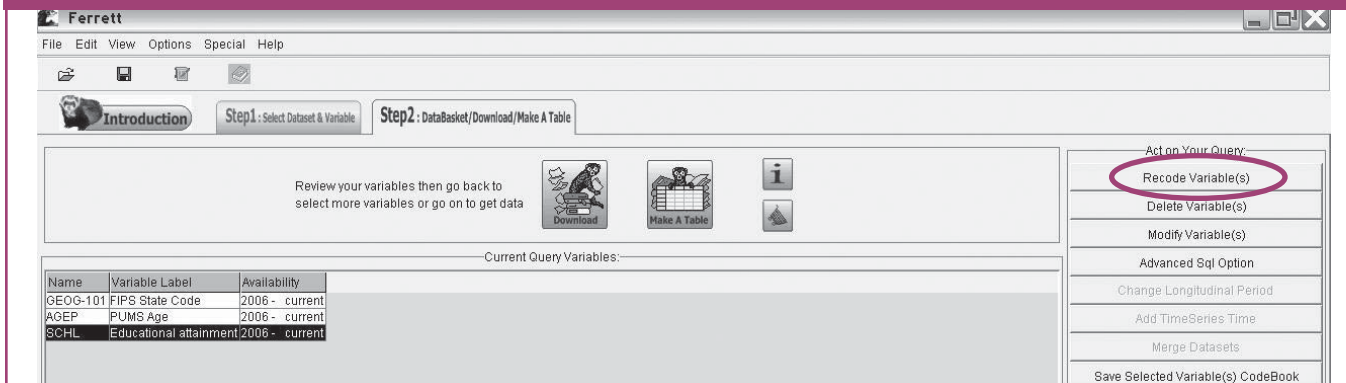 Ferrett
File Edit View Options Special Help
Introduction
Step1 : Select Dataset & Variable
Step2 : DataBasket/Download/Make A Table
Review your variables then go back to
select more variables or go on to get data
Download
Make A Table
i
Current Query Variables:
Name Variable Label Availability
GEOG-101 FIPS State Code 2006 - current
AGEP PUMS Age 2006 - current
SCHL Educational attainment 2006 - current
Act on Your Query:
Recode Variable(s)
Delete Variable(s)
Modify Variable(s)
Advanced Sql Option
Change Longitudinal Period
Add TimeSeries Time
Merge Datasets
Save Selected Variable(s) CodeBook